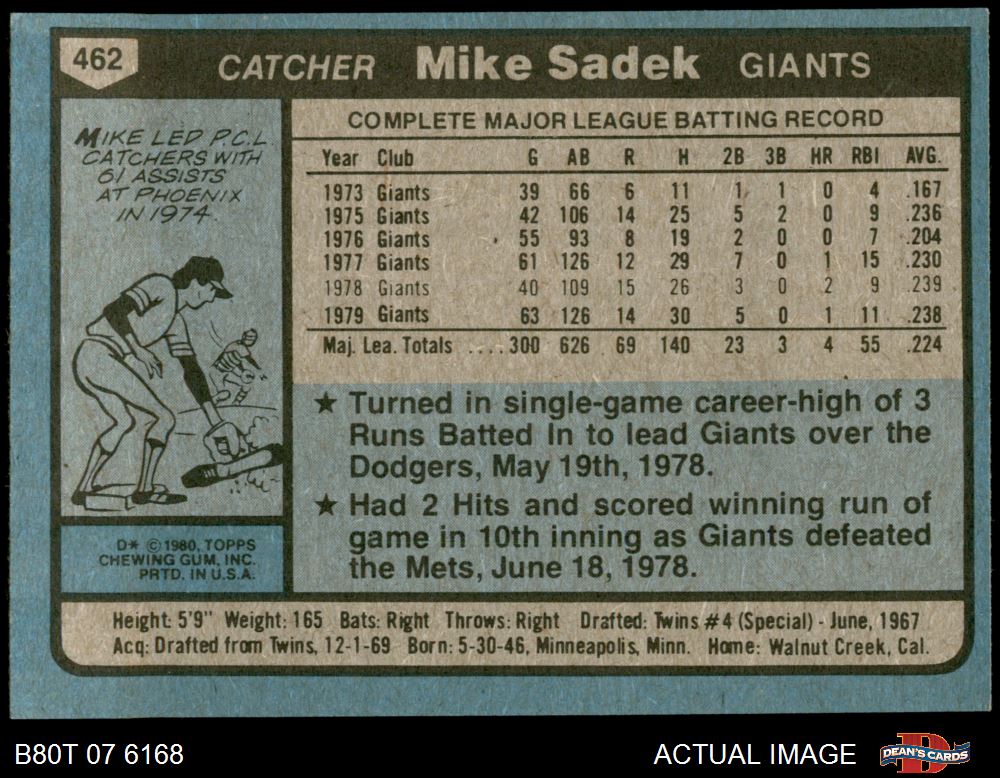 462
CATCHER Mike Sadek GIANTS
MIKE LED P.C.L.
CATCHERS WITH
61 ASSISTS
AT PHOENIX
IN 1974.
COMPLETE MAJOR LEAGUE BATTING RECORD
Year Club G AB R H 2B 3B HR RBI AVG.
1973 Giants 39 66 6 11 1 1 0 4 .167
1975 Giants 42 106 14 25 5 2 0 9 .236
1976 Giants 55 93 8 19 2 0 0 7 .204
1977 Giants 61 126 12 29 7 0 1 15 .230
1978 Giants 40 109 15 26 3 0 2 9 .239
1979 Giants 63 126 14 30 5 0 1 11 .238
Maj. Lea. Totals .... 300 626 69 140 23 3 4 55 .224
★ Turned in single-game career-high of 3
Runs Batted In to lead Giants over the
Dodgers, May 19th, 1978.
★ Had 2 Hits and scored winning run of
game in 10th inning as Giants defeated
the Mets, June 18, 1978.
D* © 1980, TOPPS
CHEWING GUM, INC.
PRTD. IN U.S.A.
Height: 5'9" Weight: 165 Bats: Right Throws: Right Drafted: Twins #4 (Special) - June, 1967
Acq: Drafted from Twins, 12-1-69 Born: 5-30-46, Minneapolis, Minn. Home: Walnut Creek, Cal.
B80T 07 6168
ACTUAL IMAGE
D
DEAN'S CARDS